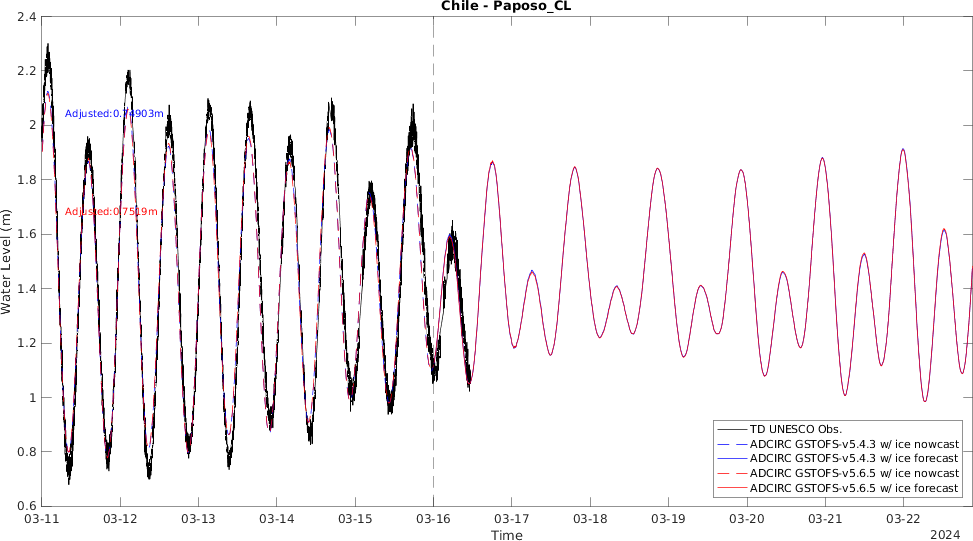 Chile - Paposo_CL
2.4
2.2
2
1.8
1.6
1.4
1.2
1
0.8
0.6
Water Level (m)
Adjusted:0.74903m
Adjusted:0.7519m
TD UNESCO Obs.
ADCIRC GSTOFS-v5.4.3 w/ ice nowcast
ADCIRC GSTOFS-v5.4.3 w/ ice forecast
ADCIRC GSTOFS-v5.6.5 w/ ice nowcast
ADCIRC GSTOFS-v5.6.5 w/ ice forecast
03-11 03-12 03-13 03-14 03-15 03-16 03-17 03-18 03-19 03-20 03-21 03-22
Time
2024